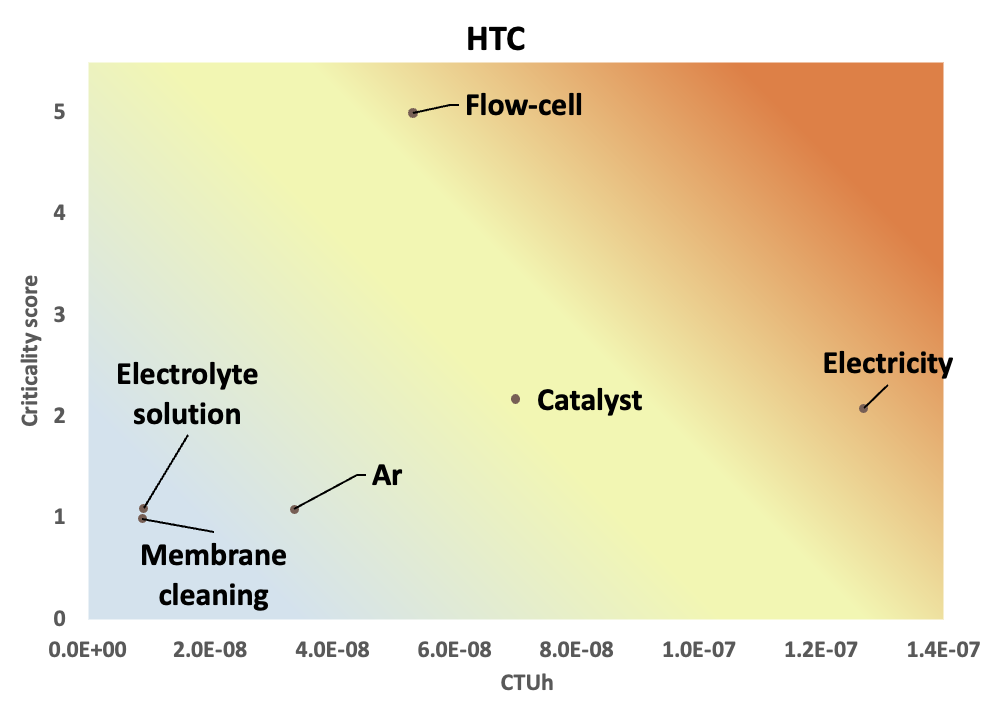 HTC
5
Flow-cell
4
3
Criticality score
Electricity
Electrolyte
solution
Catalyst
2
Ar
1
Membrane
cleaning
0
0.0E+00 2.0E-08 4.0E-08 6.0E-08 8.0E-08 1.0E-07 1.2E-07 1.4E-07
CTUh